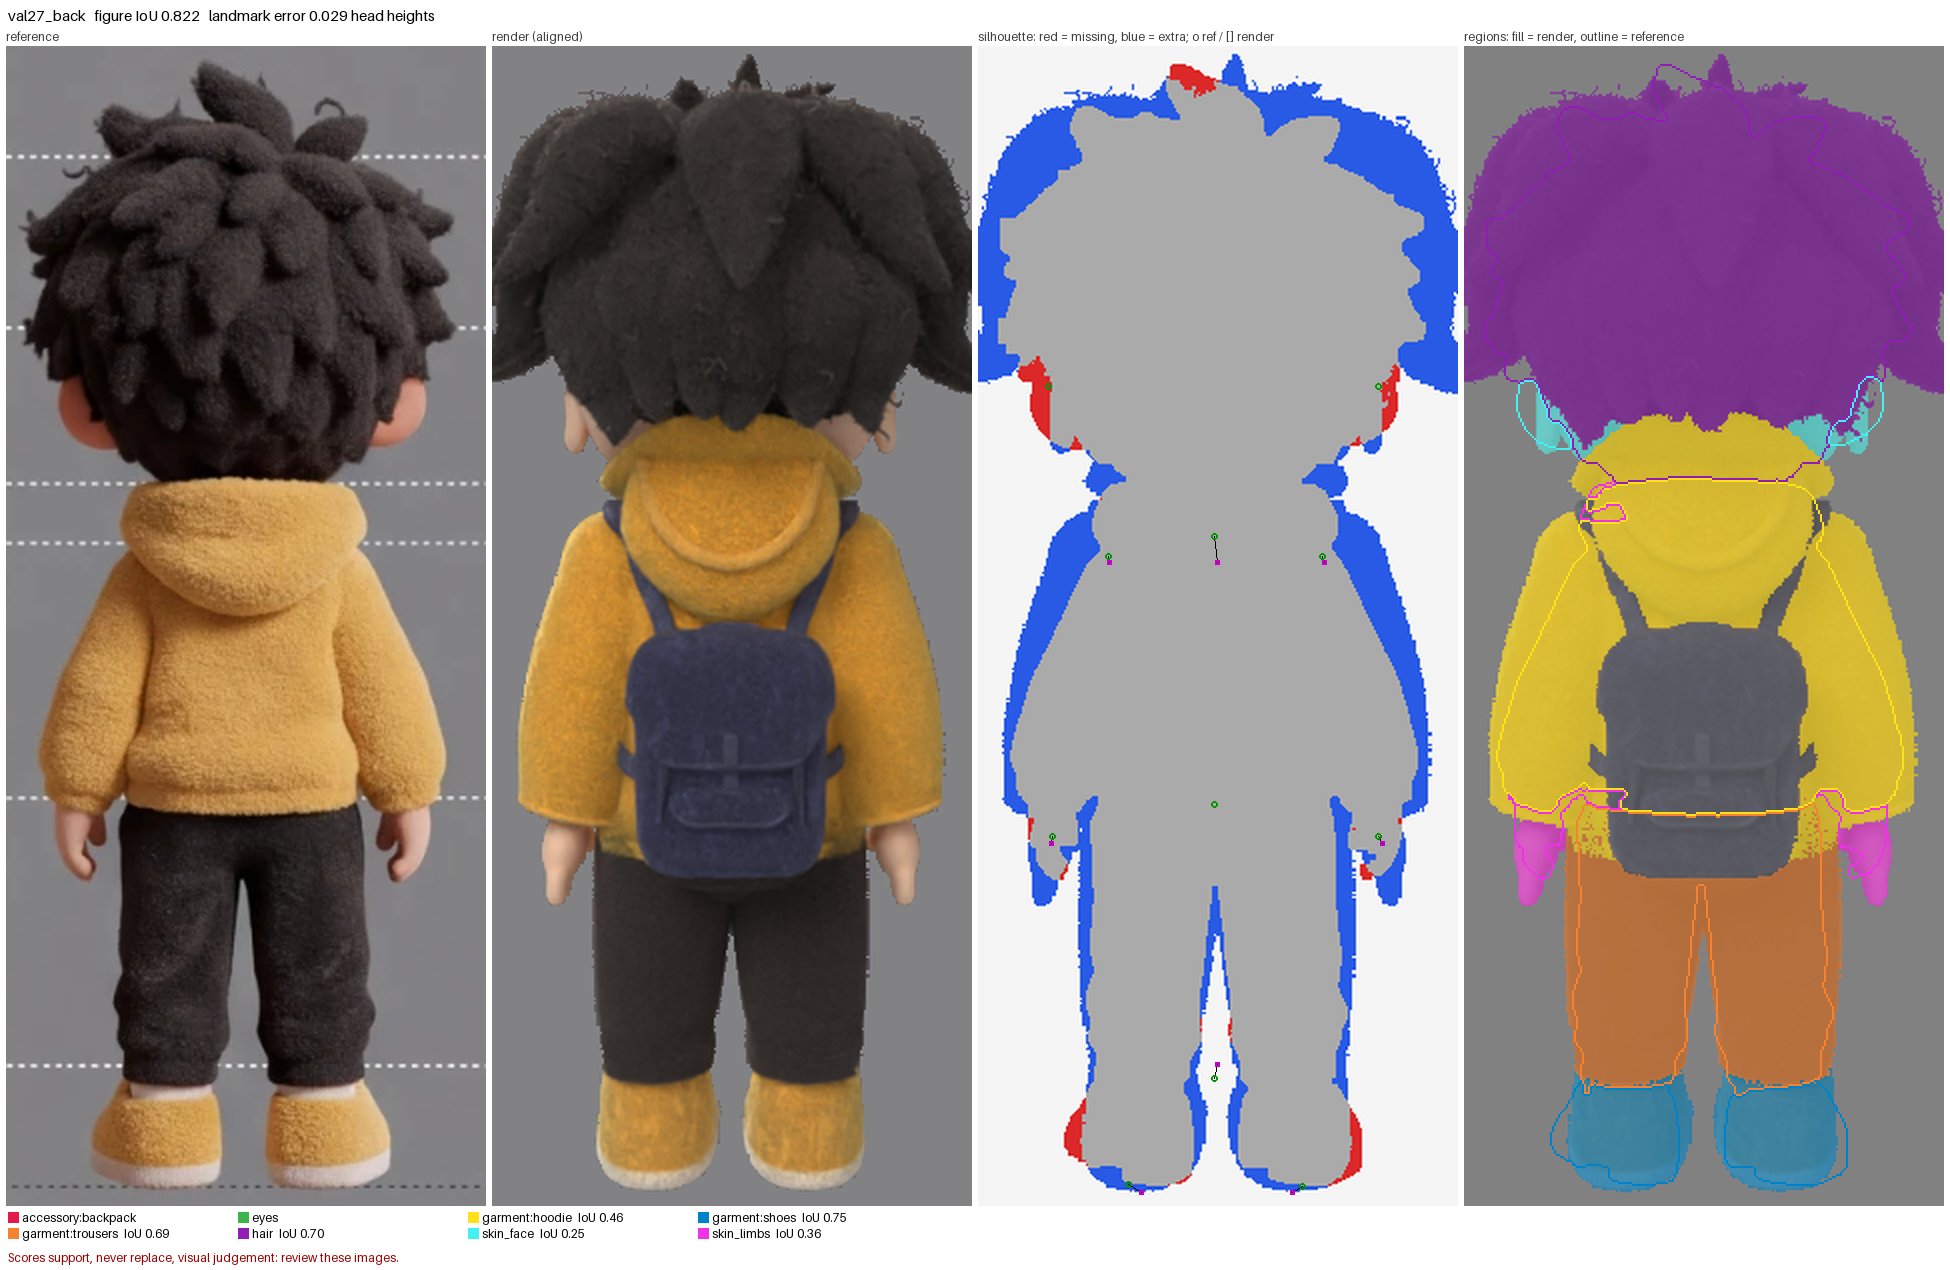 val27_back figure IoU 0.822 landmark error 0.029 head heights
reference
render (aligned)
silhouette: red = missing, blue = extra; o ref / [] render
regions: fill = render, outline = reference
accessory:backpack
eyes
garment:hoodie IoU 0.46
garment:shoes IoU 0.75
garment:trousers IoU 0.69
hair IoU 0.70
skin_face IoU 0.25
skin_limbs IoU 0.36
Scores support, never replace, visual judgement: review these images.